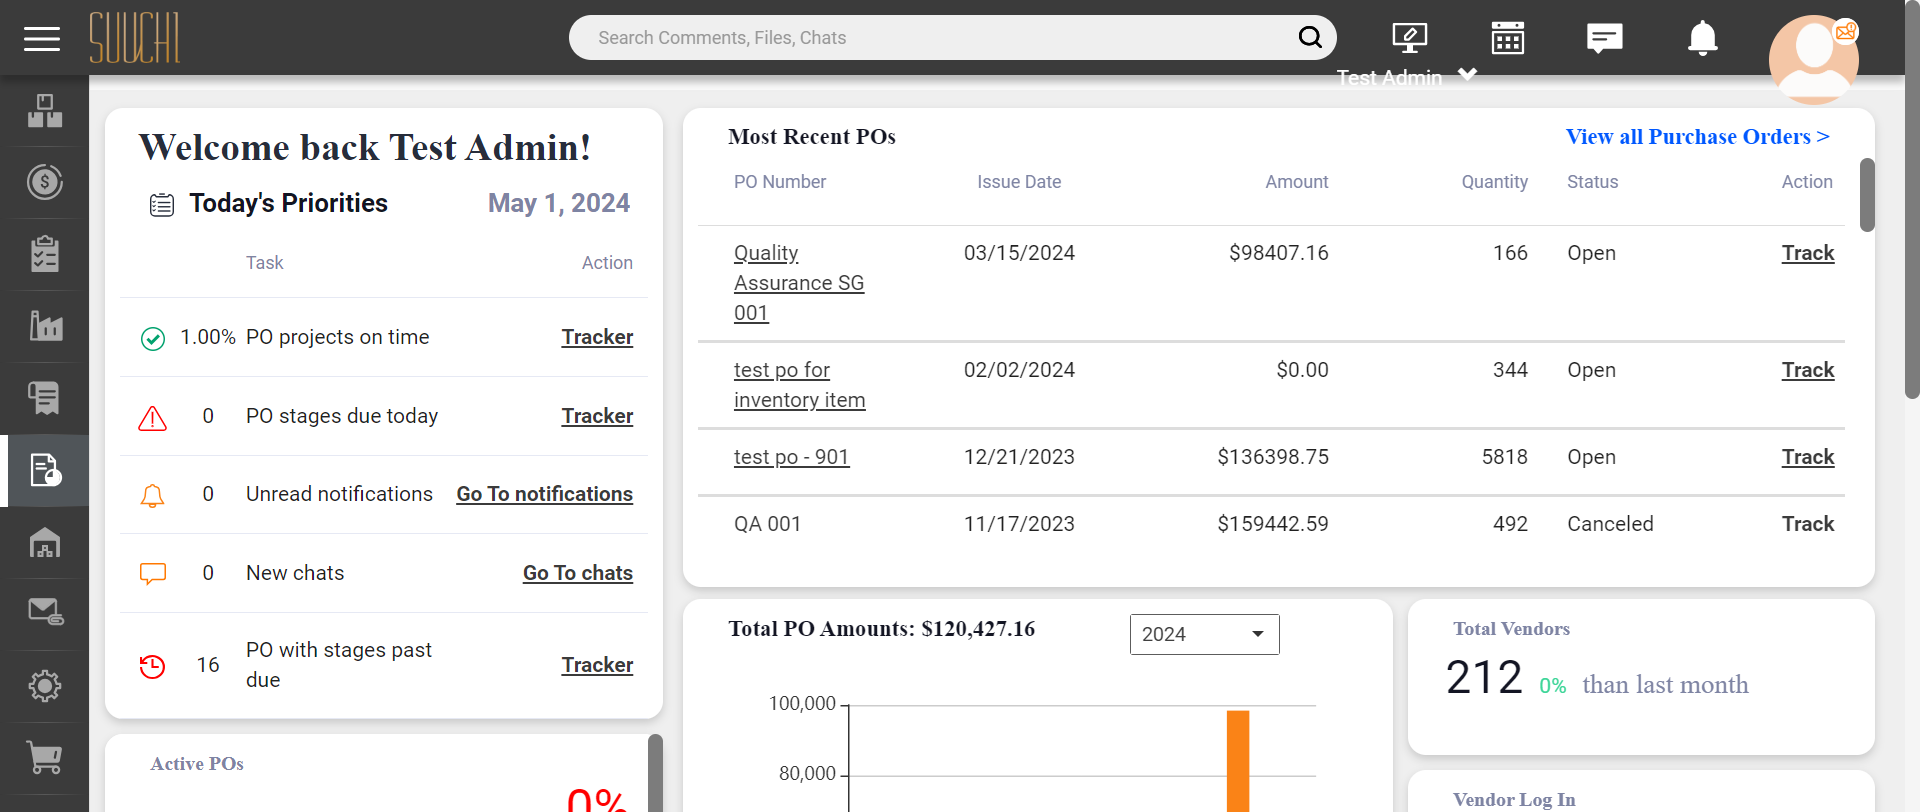 SUUCHI
Search Comments, Files, Chats
Test Admin
Welcome back Test Admin!
Today's Priorities May 1, 2024
Task Action
1.00% PO projects on time Tracker
0 PO stages due today Tracker
0 Unread notifications Go To notifications
0 New chats Go To chats
16 PO with stages past due Tracker
Active POs
0%
Most Recent POs View all Purchase Orders >
PO Number Issue Date Amount Quantity Status Action
Quality Assurance SG 001 03/15/2024 $98407.16 166 Open Track
test po for inventory item 02/02/2024 $0.00 344 Open Track
test po - 901 12/21/2023 $136398.75 5818 Open Track
QA 001 11/17/2023 $159442.59 492 Canceled Track
Total PO Amounts: $120,427.16 2024
100,000
80,000
Total Vendors
212 0% than last month
Vendor Log In